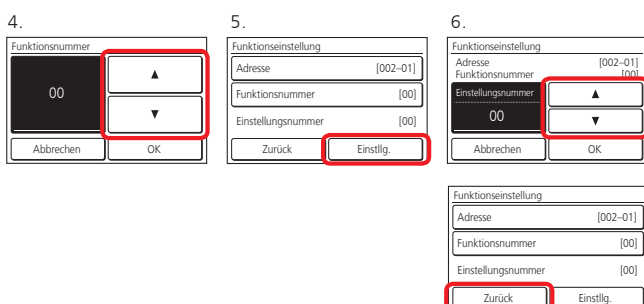 4.
Funktionsnummer
00
▲
▼
Abbrechen OK
5.
Funktionseinstellung
Adresse [002–01]
Funktionsnummer [00]
Einstellungsnummer [00]
Zurück Einstllg.
6.
Funktionseinstellung
Adresse [002–01]
Funktionsnummer [00]
Einstellungsnummer
00
▲
▼
Abbrechen OK
Funktionseinstellung
Adresse [002–01]
Funktionsnummer [00]
Einstellungsnummer [00]
Zurück Einstllg.